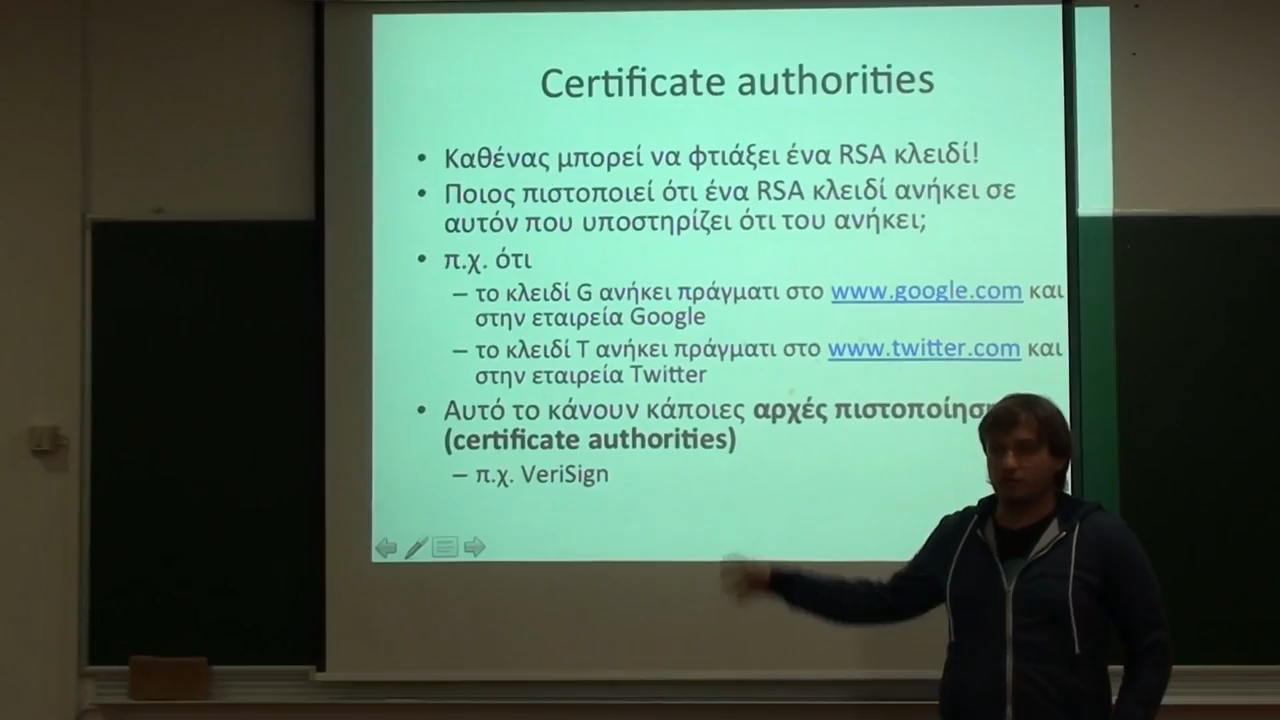 Certificate authorities
• Καθένας μπορεί να φτιάξει ένα RSA κλειδί!
• Ποιος πιστοποιεί ότι ένα RSA κλειδί ανήκει σε
αυτόν που υποστηρίζει ότι του ανήκει;
• π.χ. ότι
– το κλειδί G ανήκει πράγματι στο www.google.com και
στην εταιρεία Google
– το κλειδί T ανήκει πράγματι στο www.twitter.com και
στην εταιρεία Twitter
• Αυτό το κάνουν κάποιες αρχές
(certificate authorities)
– π.χ. VeriSign